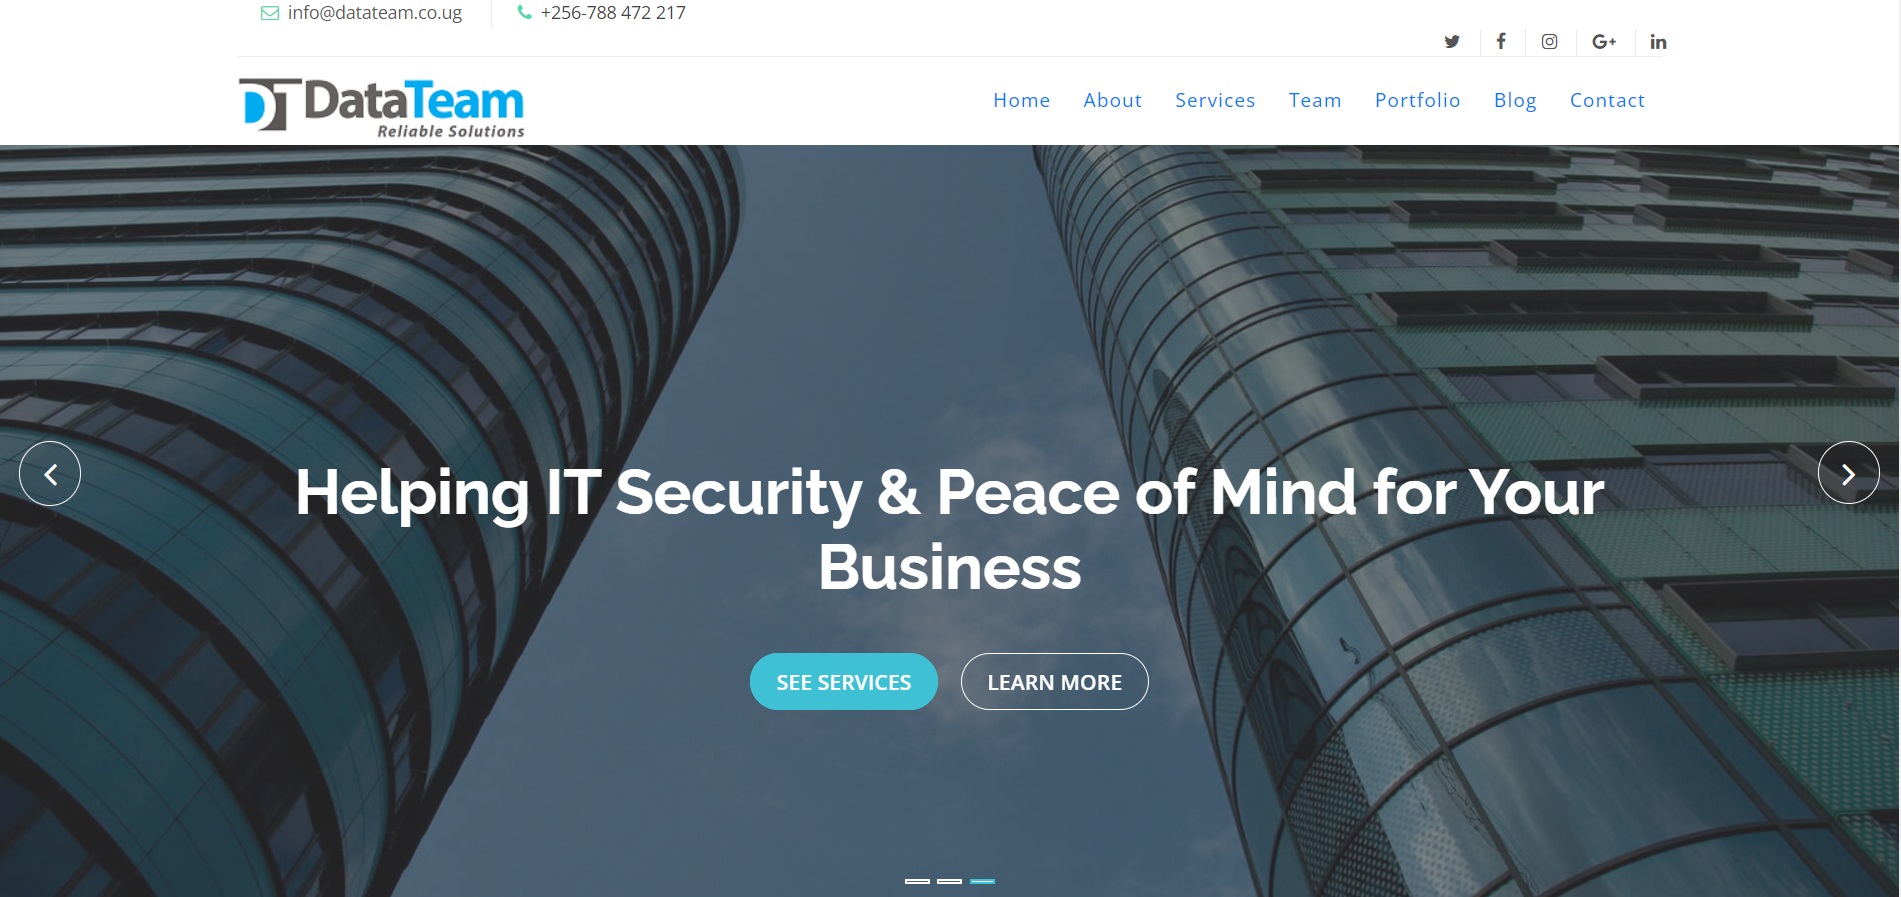 info@datateam.co.ug
+256-788 472 217
DT DataTeam
Reliable Solutions
Home About Services Team Portfolio Blog Contact
Helping IT Security & Peace of Mind for Your
Business
SEE SERVICES LEARN MORE